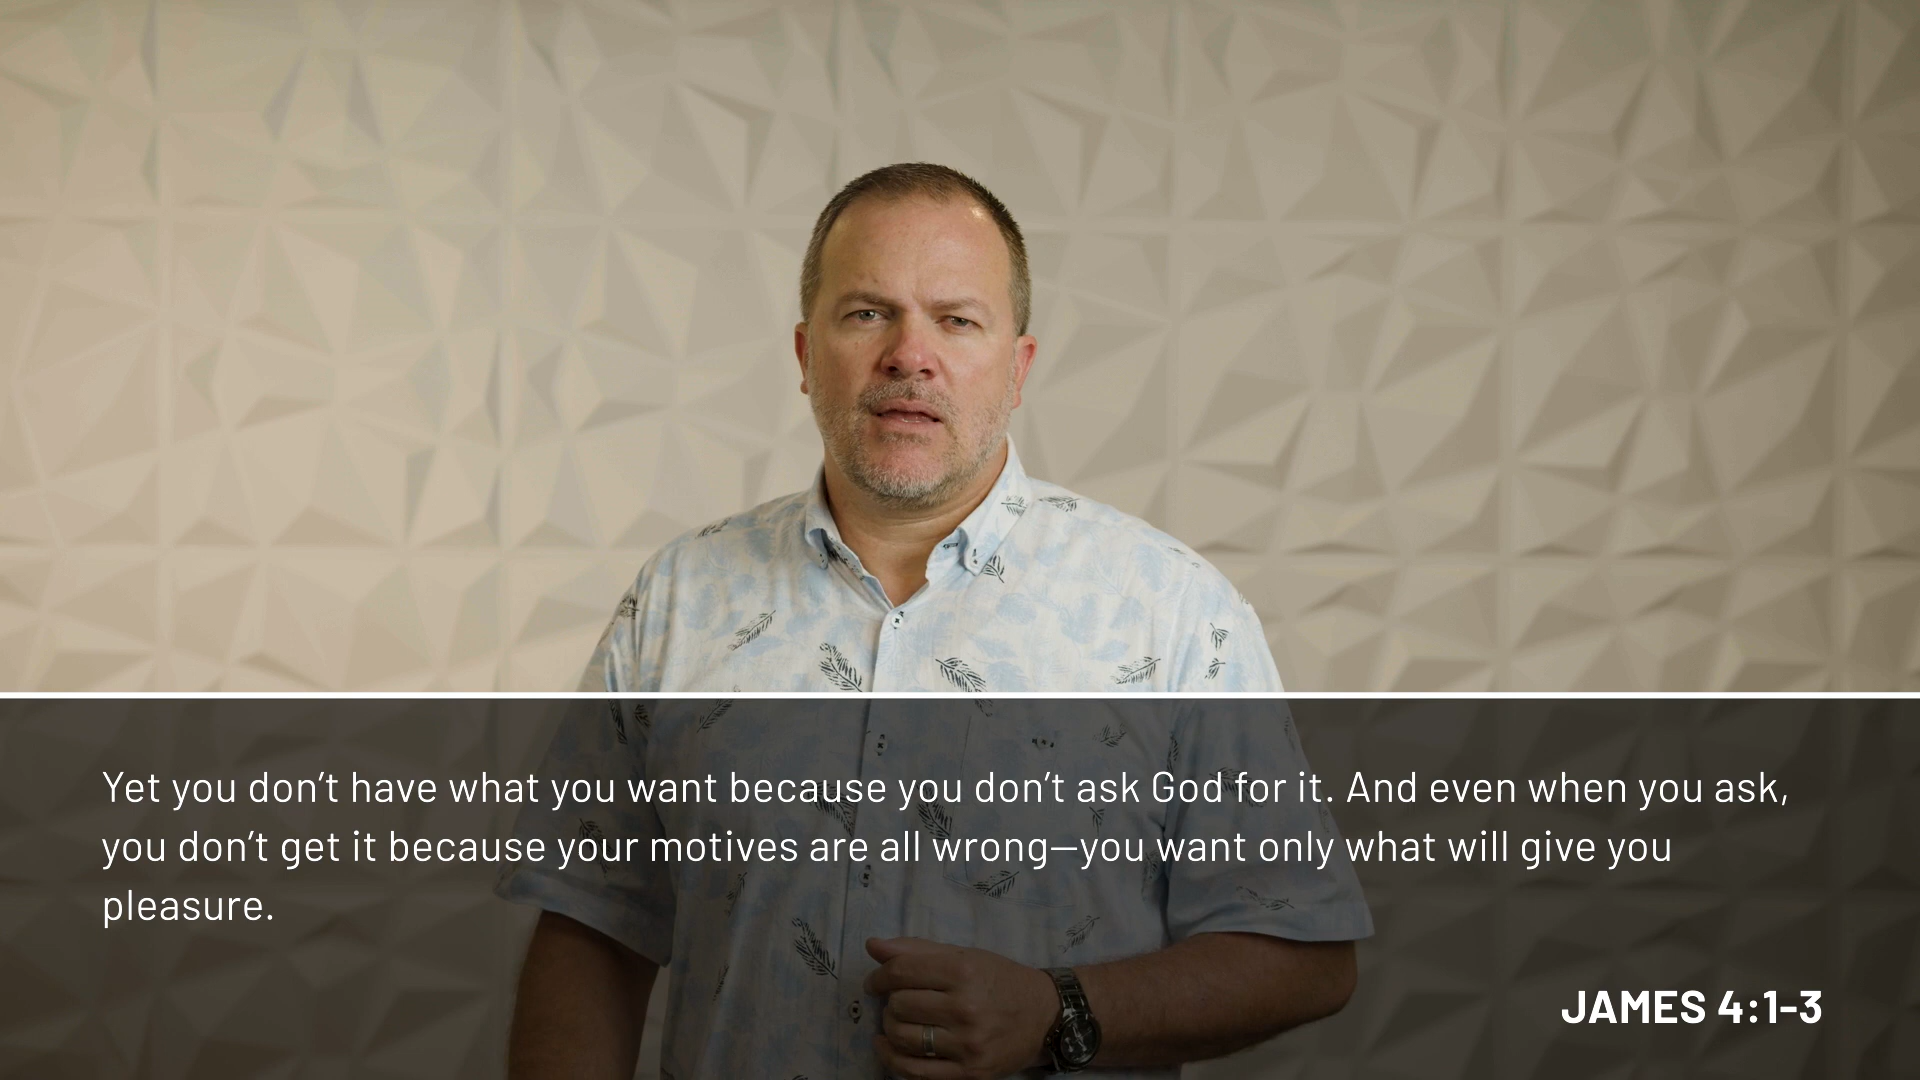 Yet you don’t have what you want because you don’t ask God for it. And even when you ask,
you don’t get it because your motives are all wrong—you want only what will give you
pleasure.
JAMES 4:1-3